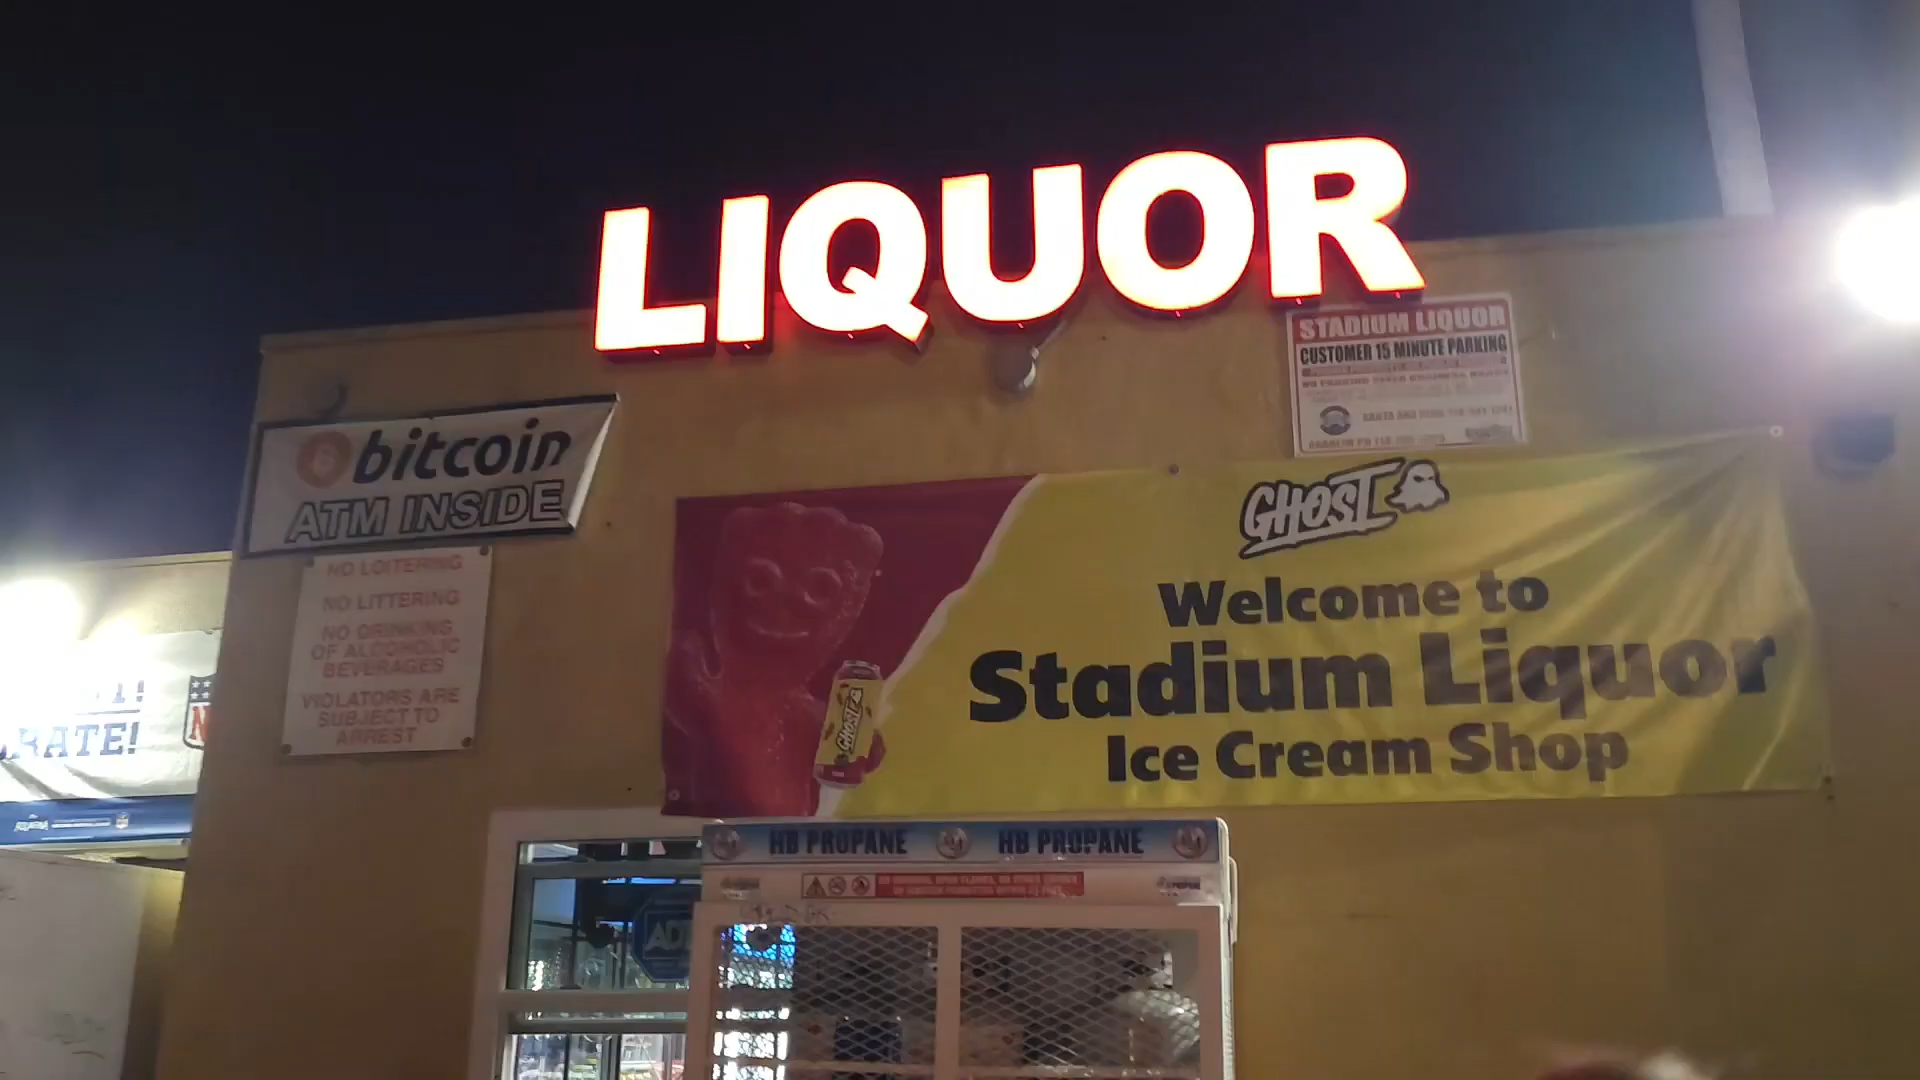 LIQUOR
STADIUM LIQUOR
CUSTOMER 15 MINUTE PARKING
bitcoin
ATM INSIDE
NO LOITERING
NO LITTERING
NO DRINKING
OF ALCOHOLIC
BEVERAGES
VIOLATORS ARE
SUBJECT TO
ARREST
GHOST
Welcome to
Stadium Liquor
Ice Cream Shop
GHOST
RATE!
HB PROPANE HB PROPANE